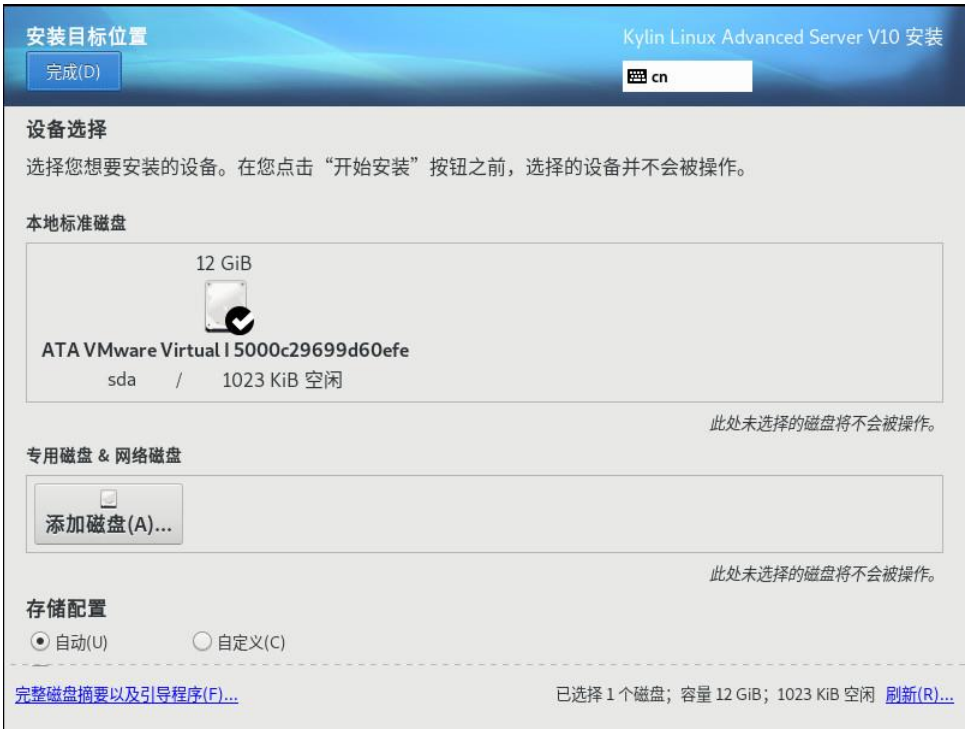 安装目标位置
Kylin Linux Advanced Server V10 安装
完成(D)
cn
设备选择
选择您想要安装的设备。在您点击“开始安装”按钮之前，选择的设备并不会被操作。
本地标准磁盘
12 GiB
ATA VMware Virtual I 5000c29699d60efe
sda / 1023 KiB 空闲
此处未选择的磁盘将不会被操作。
专用磁盘 & 网络磁盘
添加磁盘(A)...
此处未选择的磁盘将不会被操作。
存储配置
自动(U) 自定义(C)
完整磁盘摘要以及引导程序(F)... 已选择 1 个磁盘；容量 12 GiB；1023 KiB 空闲 刷新(R)...